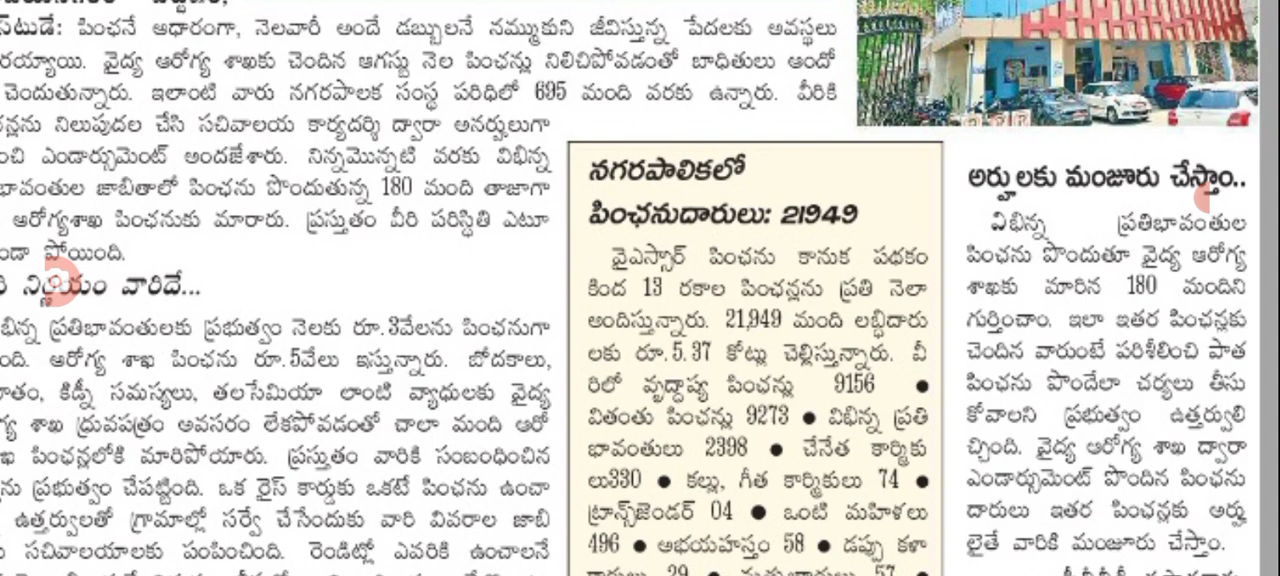 స్‌టుడే: పింఛనే ఆధారంగా, నెలవారీ అందే డబ్బులనే నమ్ముకుని జీవిస్తున్న పేదలకు అవస్థలు
రయ్యాయి. వైద్య ఆరోగ్య శాఖకు చెందిన ఆగస్టు నెల పింఛన్లు నిలిచిపోవడంతో బాధితులు ఆందో
చెందుతున్నారు. ఇలాంటి వారు నగరపాలక సంస్థ పరిధిలో 695 మంది వరకు ఉన్నారు. వీరికి
న్లను నిలుపుదల చేసి సచివాలయ కార్యదర్శి ద్వారా అనర్హులుగా
ంచి ఎండార్సుమెంట్ అందజేశారు. నిన్నమొన్నటి వరకు విభిన్న
భావంతుల జాబితాలో పింఛను పొందుతున్న 180 మంది తాజాగా
ఆరోగ్యశాఖ పింఛనుకు మారారు. ప్రస్తుతం వీరి పరిస్థితి ఎటూ
ండా పోయింది.
నిర్ణయం వారిదే...
భిన్న ప్రతిభావంతులకు ప్రభుత్వం నెలకు రూ.3వేలను పింఛనుగా
ంది. ఆరోగ్య శాఖ పింఛను రూ.5వేలు ఇస్తున్నారు. బోదకాలు,
ాతం, కిడ్నీ సమస్యలు, తలసేమియా లాంటి వ్యాధులకు వైద్య
గ్య శాఖ ధ్రువపత్రం అవసరం లేకపోవడంతో చాలా మంది ఆరో
ఖ పింఛన్లలోకి మారిపోయారు. ప్రస్తుతం వారికి సంబంధించిన
ను ప్రభుత్వం చేపట్టింది. ఒక రైస్ కార్డుకు ఒకటే పింఛను ఉంచా
ఉత్తర్వులతో గ్రామాల్లో సర్వే చేసేందుకు వారి వివరాల జాబి
సచివాలయాలకు పంపించింది. రెండిట్లో ఎవరికి ఉంచాలనే
నగరపాలికలో
పింఛనుదారులు: 21949
వైఎస్సార్ పింఛను కానుక పథకం
కింద 13 రకాల పింఛన్లను ప్రతి నెలా
అందిస్తున్నారు. 21,949 మంది లబ్ధిదారు
లకు రూ.5.37 కోట్లు చెల్లిస్తున్నారు. వీ
రిలో వృద్ధాప్య పింఛన్లు 9156 ●
వితంతు పింఛన్లు 9273 ● విభిన్న ప్రతి
భావంతులు 2398 ● చేనేత కార్మికు
లు330 ● కల్లు, గీత కార్మికులు 74 ●
ట్రాన్స్‌జెండర్ 04 ● ఒంటి మహిళలు
496 ● అభయహస్తం 58 ● డప్పు కళా
అర్హులకు మంజూరు చేస్తాం..
విభిన్న ప్రతిభావంతుల
పింఛను పొందుతూ వైద్య ఆరోగ్య
శాఖకు మారిన 180 మందిని
గుర్తించాం. ఇలా ఇతర పింఛన్లకు
చెందిన వారుంటే పరిశీలించి పాత
పింఛను పొందేలా చర్యలు తీసు
కోవాలని ప్రభుత్వం ఉత్తర్వులి
చ్చింది. వైద్య ఆరోగ్య శాఖ ద్వారా
ఎండార్సుమెంట్ పొందిన పింఛను
దారులు ఇతర పింఛన్లకు అర్హు
లైతే వారికి మంజూరు చేస్తాం.